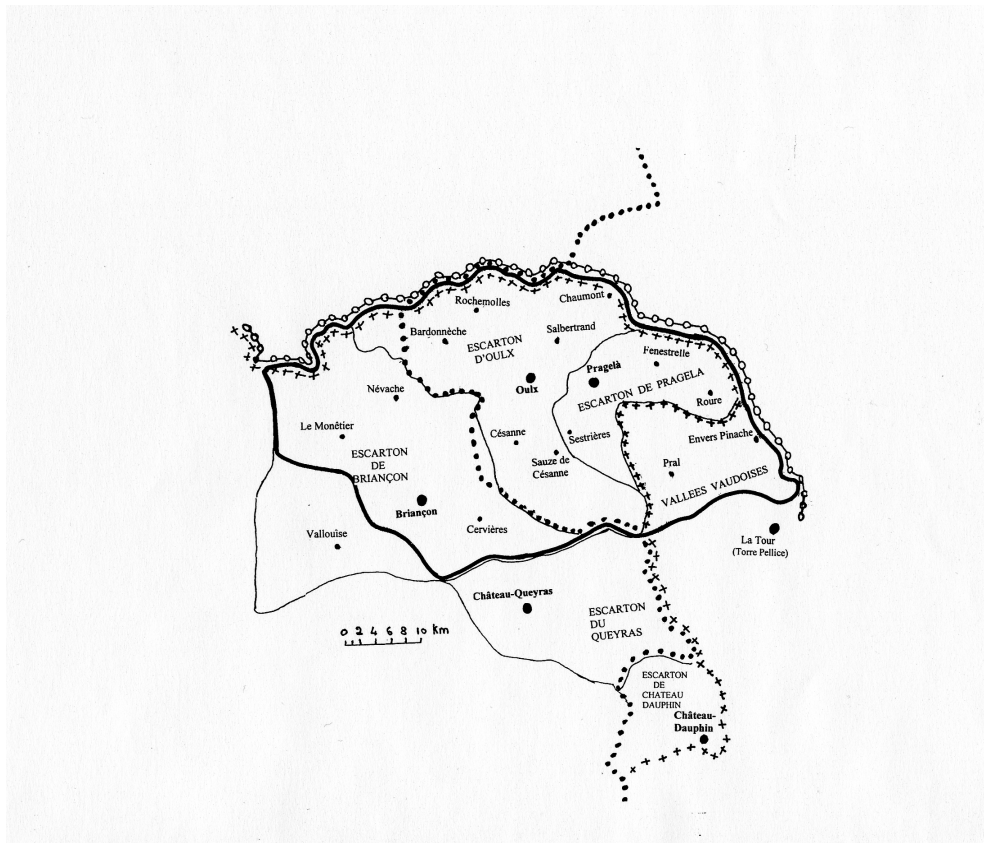 Rochemolles
Chaumont
Bardonnèche
ESCARTON
D'OULX
Salbertrand
Fenestrelle
Pragelà
Oulx
ESCARTON DE PRAGELA
Névache
Roure
Le Monêtier
Césanne
Sestrières
Envers Pinache
ESCARTON
DE
BRIANÇON
Sauze de
Césanne
Pral
VALLEES VAUDOISES
Briançon
Cervières
Vallouïse
La Tour
(Torre Pellice)
Château-Queyras
ESCARTON
DU
QUEYRAS
0 2 4 6 8 10 km
ESCARTON
DE
CHATEAU
DAUPHIN
Château-
Dauphin